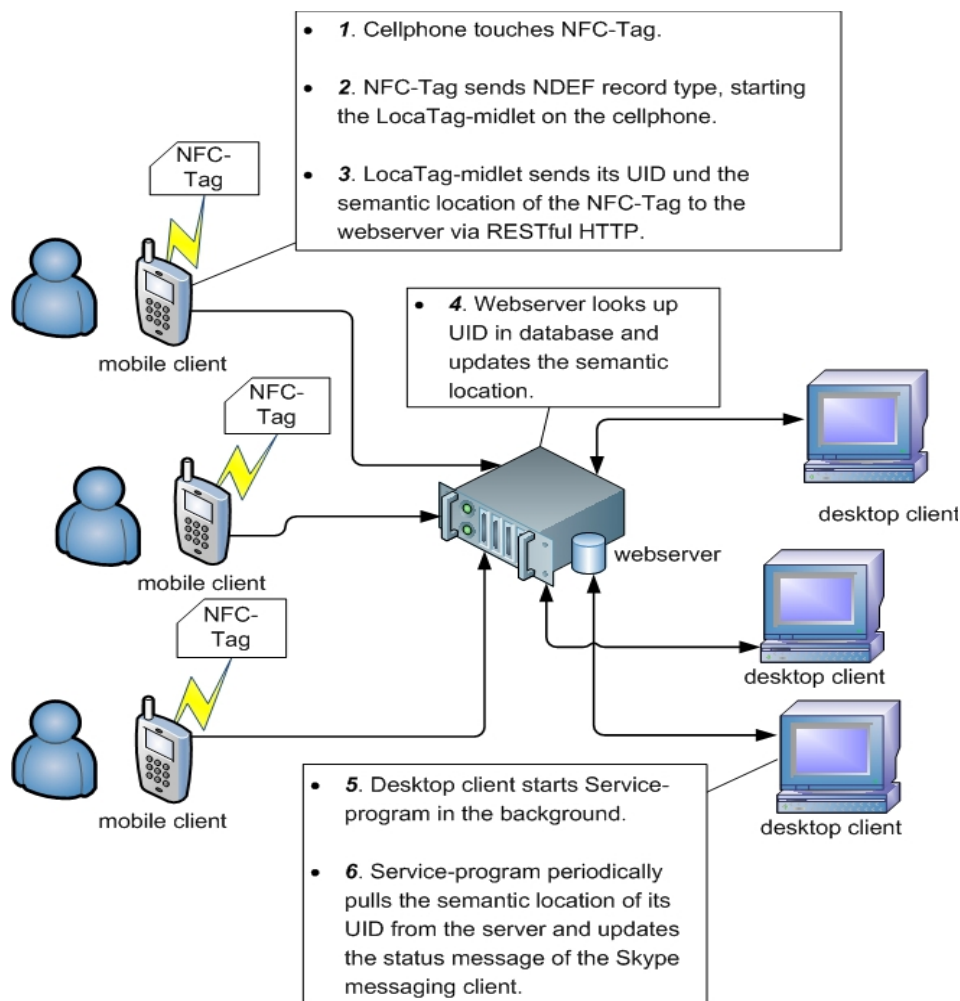 • 1. Cellphone touches NFC-Tag.
• 2. NFC-Tag sends NDEF record type, starting
the LocaTag-midlet on the cellphone.
• 3. LocaTag-midlet sends its UID und the
semantic location of the NFC-Tag to the
webserver via RESTful HTTP.
NFC-
Tag
mobile client
• 4. Webserver looks up
UID in database and
updates the semantic
location.
NFC-
Tag
mobile client
desktop client
webserver
NFC-
Tag
mobile client
desktop client
desktop client
• 5. Desktop client starts Service-
program in the background.
• 6. Service-program periodically
pulls the semantic location of its
UID from the server and updates
the status message of the Skype
messaging client.